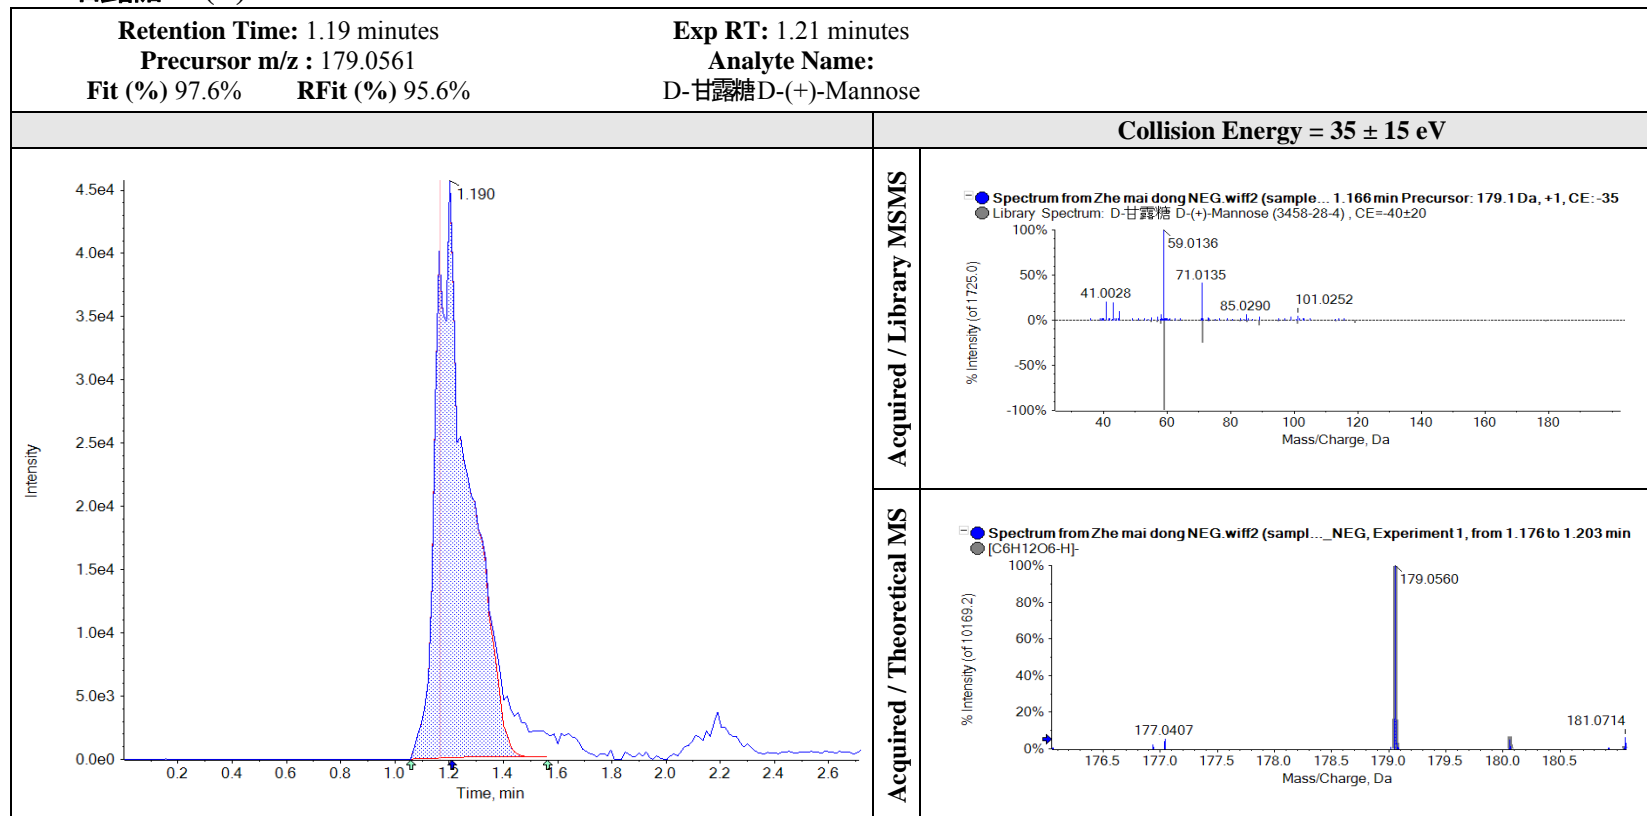 Retention Time: 1.19 minutes
Exp RT: 1.21 minutes
Precursor m/z : 179.0561
Analyte Name:
Fit (%) 97.6% RFit (%) 95.6%
D-甘露糖D-(+)-Mannose
Collision Energy = 35 ± 15 eV
Intensity
4.5e4
4.0e4
3.5e4
3.0e4
2.5e4
2.0e4
1.5e4
1.0e4
5.0e3
0.0e0
1.190
0.2 0.4 0.6 0.8 1.0 1.2 1.4 1.6 1.8 2.0 2.2 2.4 2.6
Time, min
Acquired / Library MSMS
Spectrum from Zhe mai dong NEG.wiff2 (sample... 1.166 min Precursor: 179.1 Da, +1, CE: -35
Library Spectrum: D-甘露糖 D-(+)-Mannose (3458-28-4) , CE=-40±20
% Intensity (of 1725.0)
100%
50%
0%
-50%
-100%
59.0136
71.0135
41.0028
85.0290
101.0252
40 60 80 100 120 140 160 180
Mass/Charge, Da
Acquired / Theoretical MS
Spectrum from Zhe mai dong NEG.wiff2 (sampl..._NEG, Experiment 1, from 1.176 to 1.203 min
[C6H12O6-H]-
% Intensity (of 10169.2)
100%
80%
60%
40%
20%
0%
179.0560
177.0407
181.0714
176.5 177.0 177.5 178.0 178.5 179.0 179.5 180.0 180.5
Mass/Charge, Da